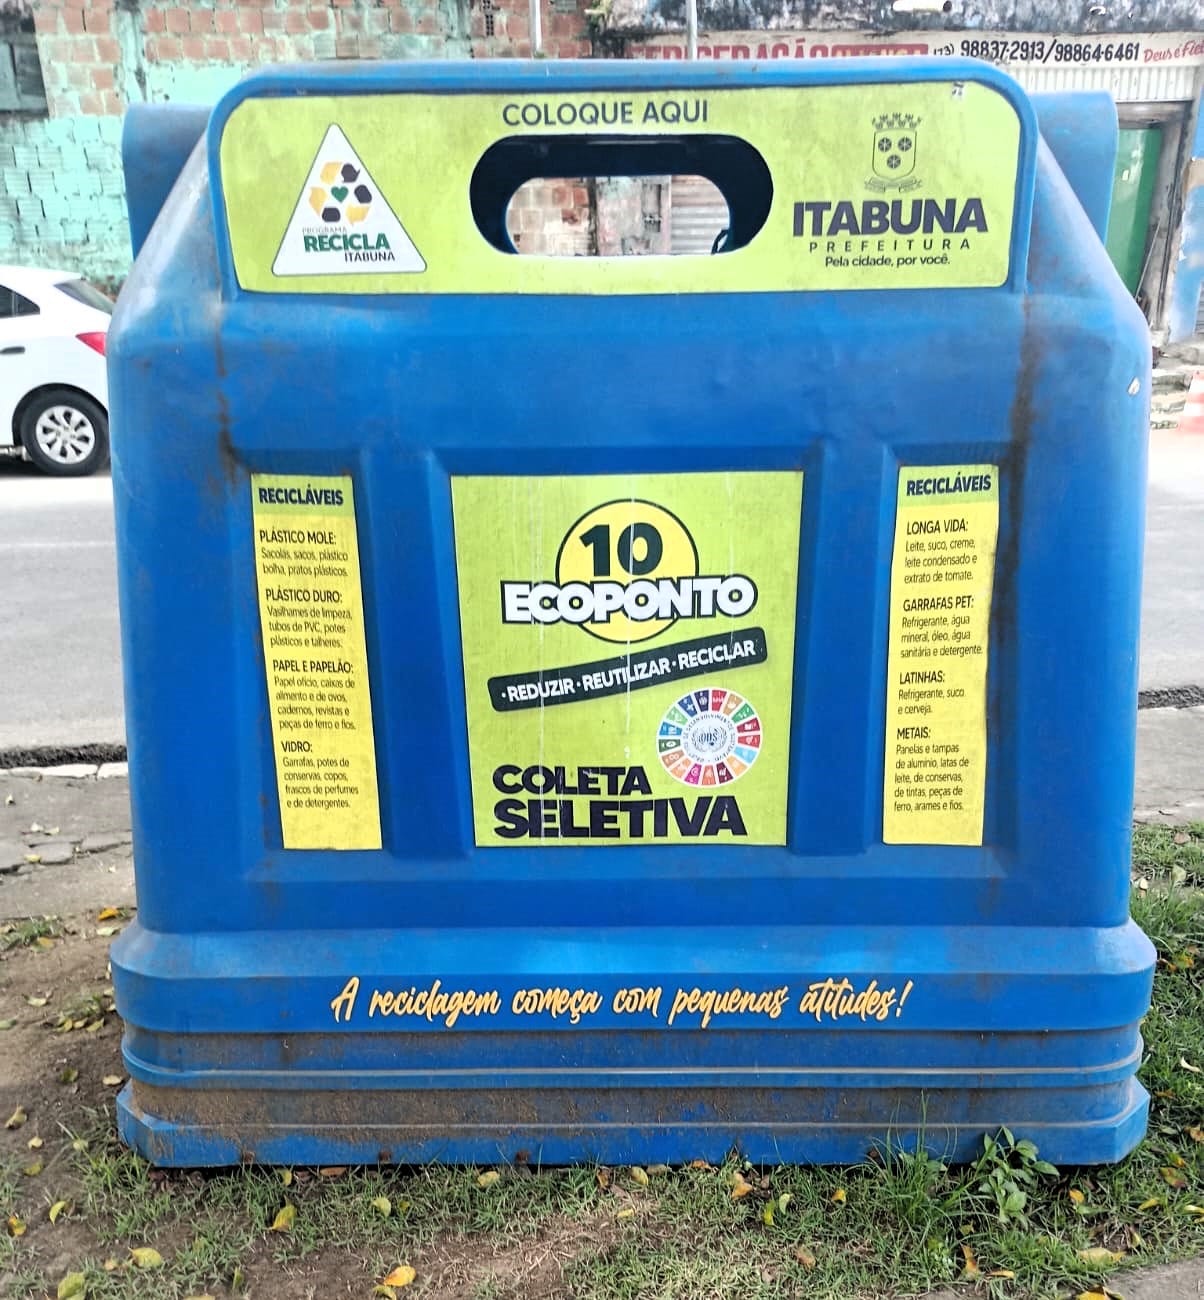 REFRIGERAÇÃO
(73) 98837-2913/98864-6461 Deus é Fiel
COLOQUE AQUI
PROGRAMA
RECICLA
ITABUNA
ITABUNA
PREFEITURA
Pela cidade, por você.
RECICLÁVEIS
PLÁSTICO MOLE:
Sacolas, sacos, plástico
bolha, pratos plásticos.
PLÁSTICO DURO:
Vasilhames de limpeza,
tubos de PVC, potes
plásticos e talheres.
PAPEL E PAPELÃO:
Papel ofício, caixas de
alimento e de ovos,
cadernos, revistas e
peças de ferro e fios.
VIDRO:
Garrafas, potes de
conservas, copos,
frascos de perfumes
e de detergentes.
10
ECOPONTO
·REDUZIR·REUTILIZAR·RECICLAR
ODS
COLETA
SELETIVA
RECICLÁVEIS
LONGA VIDA:
Leite, suco, creme,
leite condensado e
extrato de tomate.
GARRAFAS PET:
Refrigerante, água
mineral, óleo, água
sanitária e detergente.
LATINHAS:
Refrigerante, suco
e cerveja.
METAIS:
Panelas e tampas
de alumínio, latas de
leite, de conservas,
de tintas, peças de
ferro, arames e fios.
A reciclagem começa com pequenas atitudes!